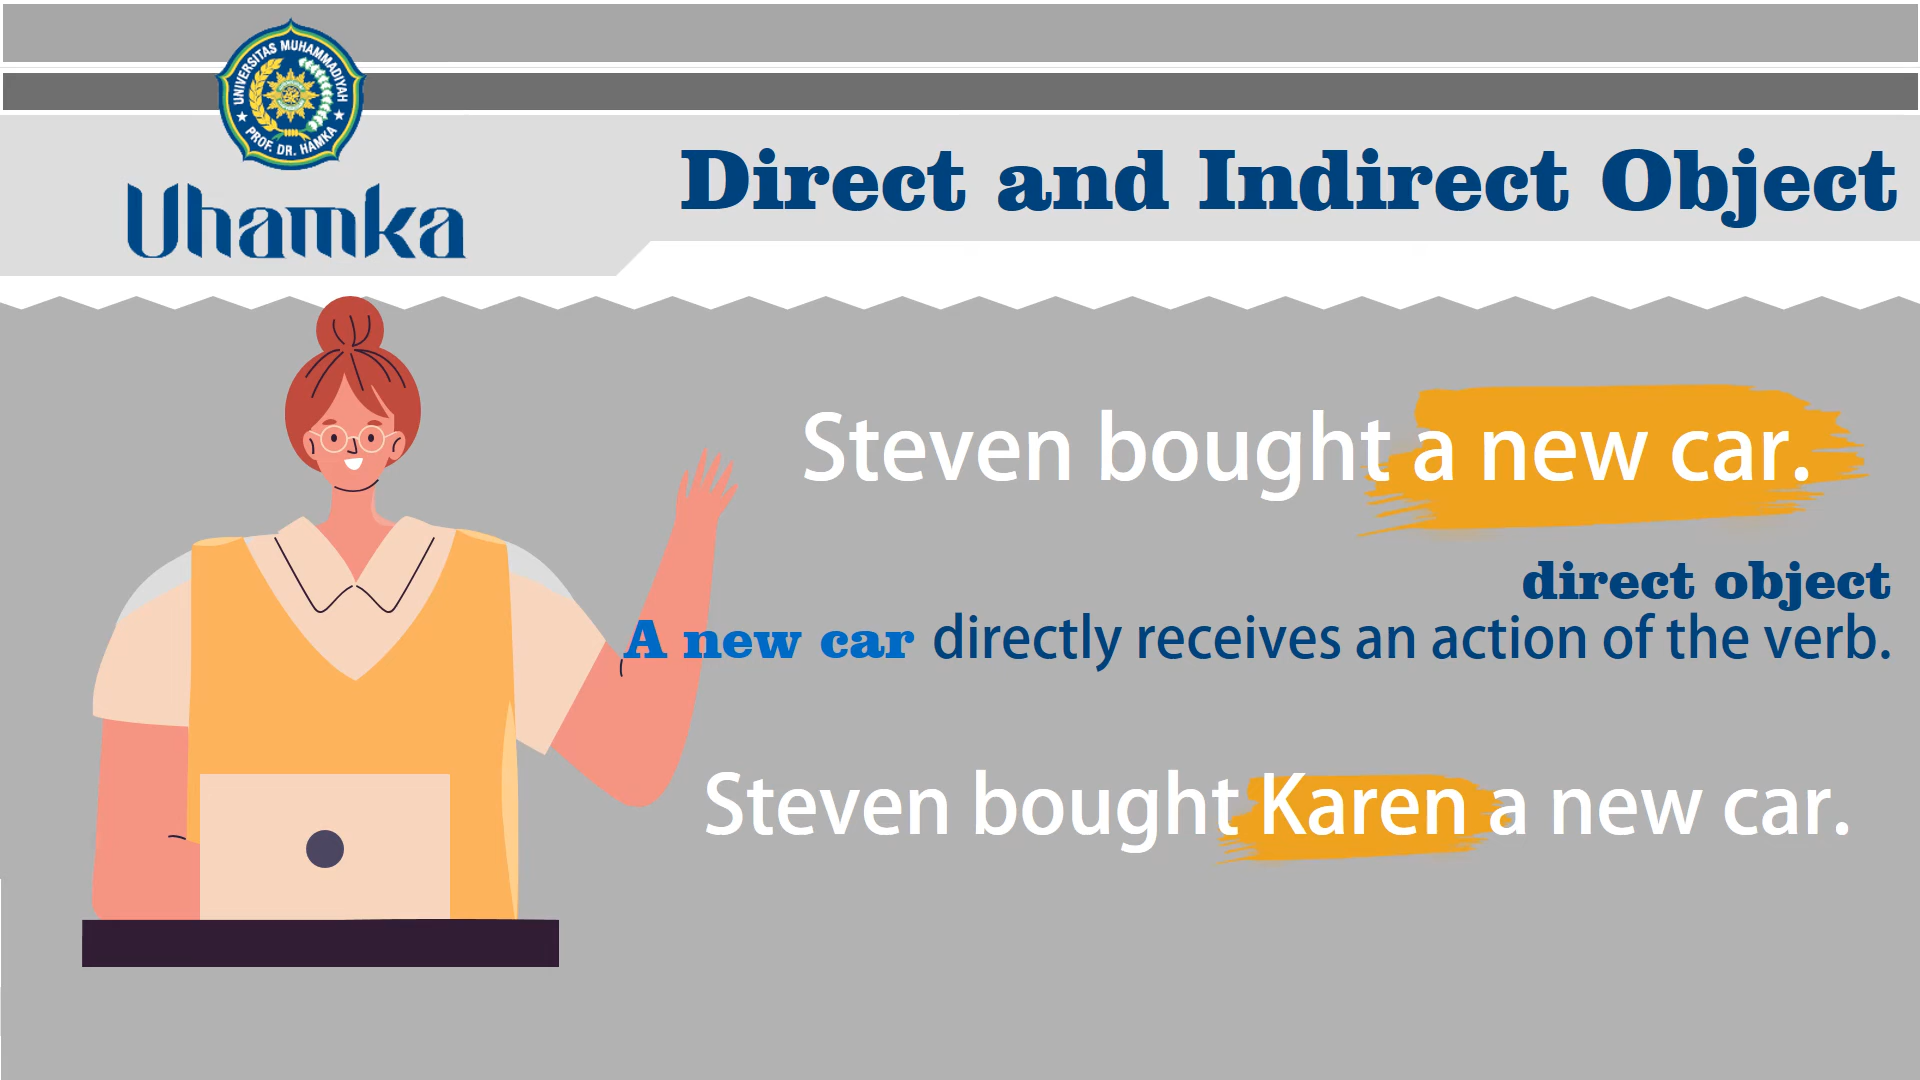 UNIVERSITAS MUHAMMADIYAH
PROF. DR. HAMKA
Uhamka
Direct and Indirect Object
Steven bought a new car.
direct object
A new car directly receives an action of the verb.
Steven bought Karen a new car.